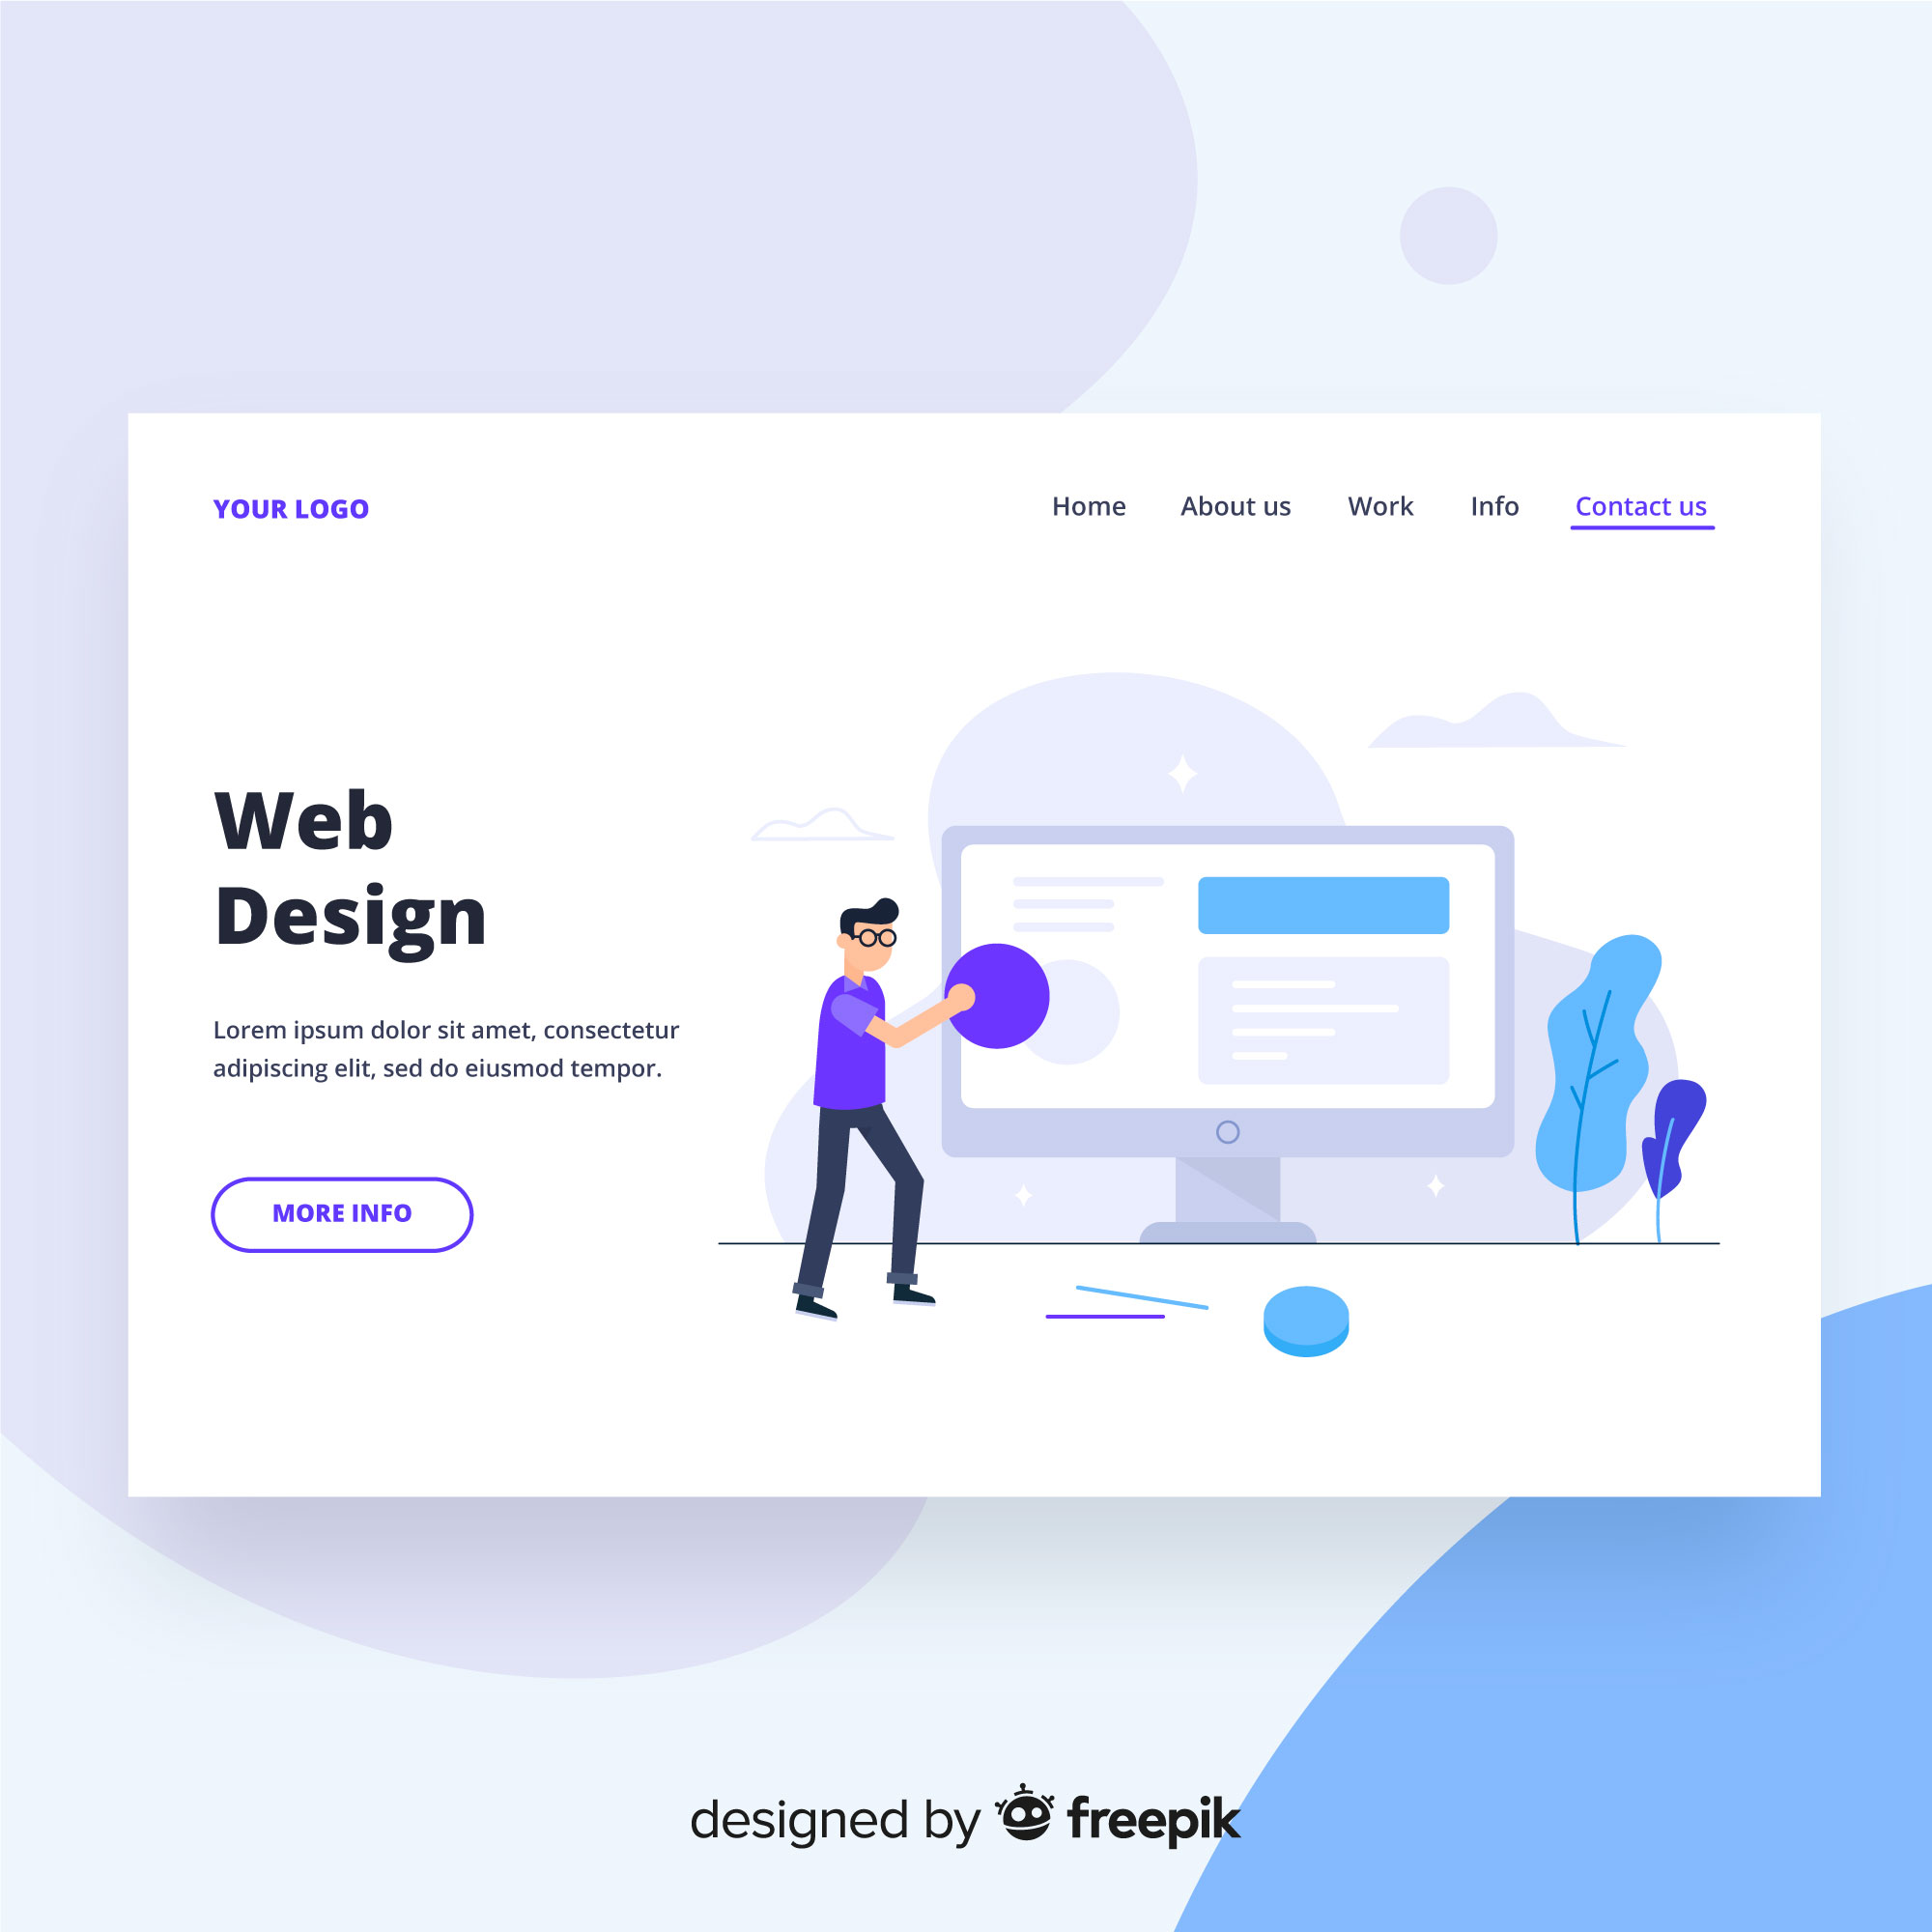 YOUR LOGO
Home About us Work Info Contact us
Web
Design
Lorem ipsum dolor sit amet, consectetur
adipiscing elit, sed do eiusmod tempor.
MORE INFO
designed by freepik